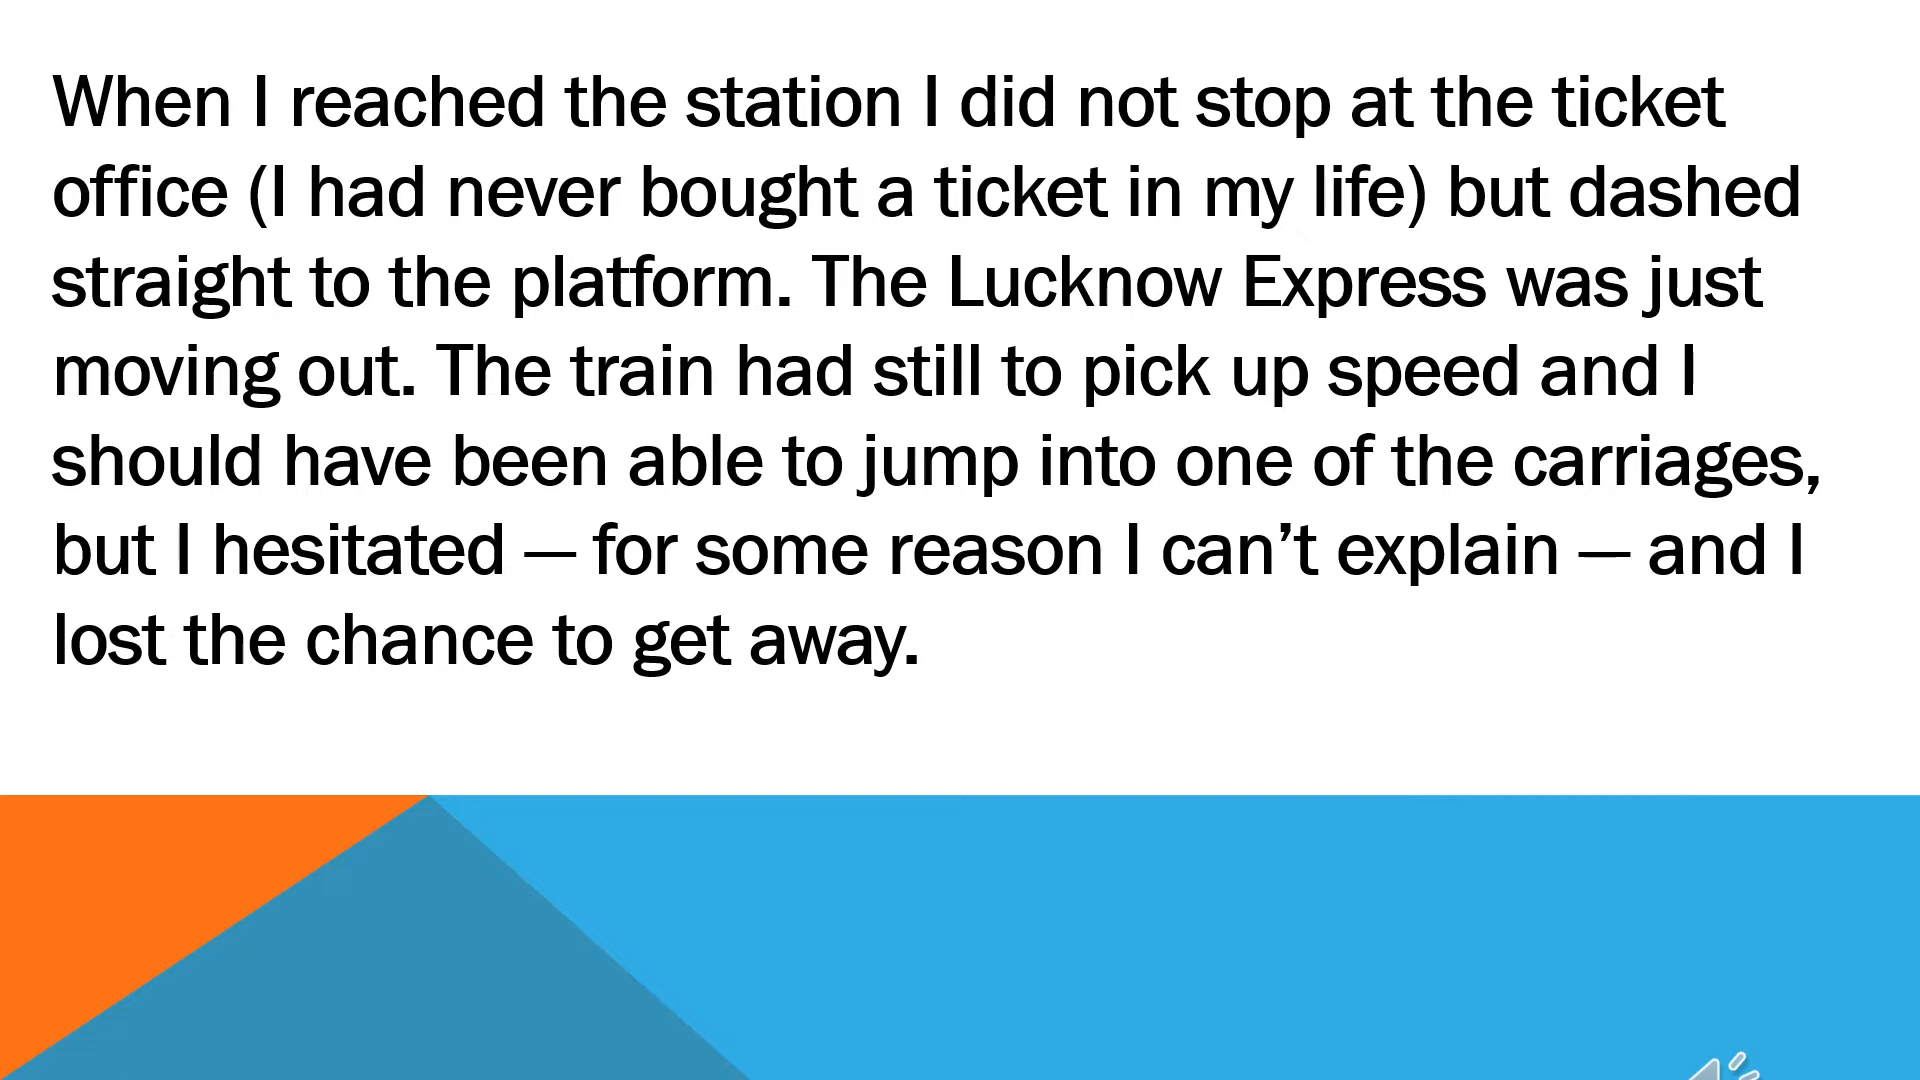 When I reached the station I did not stop at the ticket
office (I had never bought a ticket in my life) but dashed
straight to the platform. The Lucknow Express was just
moving out. The train had still to pick up speed and I
should have been able to jump into one of the carriages,
but I hesitated — for some reason I can’t explain — and I
lost the chance to get away.